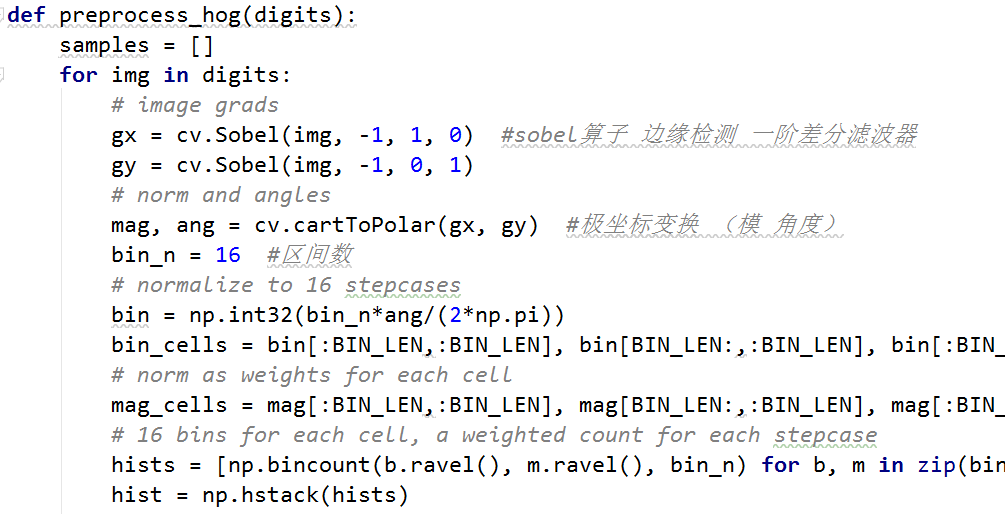 def preprocess_hog(digits):
    samples = []
    for img in digits:
        # image grads
        gx = cv.Sobel(img, -1, 1, 0)  #sobel算子 边缘检测 一阶差分滤波器
        gy = cv.Sobel(img, -1, 0, 1)
        # norm and angles
        mag, ang = cv.cartToPolar(gx, gy)  #极坐标变换 （模 角度）
        bin_n = 16  #区间数
        # normalize to 16 stepcases
        bin = np.int32(bin_n*ang/(2*np.pi))
        bin_cells = bin[:BIN_LEN,:BIN_LEN], bin[BIN_LEN:,:BIN_LEN], bin[:BIN_
        # norm as weights for each cell
        mag_cells = mag[:BIN_LEN,:BIN_LEN], mag[BIN_LEN:,:BIN_LEN], mag[:BIN_
        # 16 bins for each cell, a weighted count for each stepcase
        hists = [np.bincount(b.ravel(), m.ravel(), bin_n) for b, m in zip(bin
        hist = np.hstack(hists)